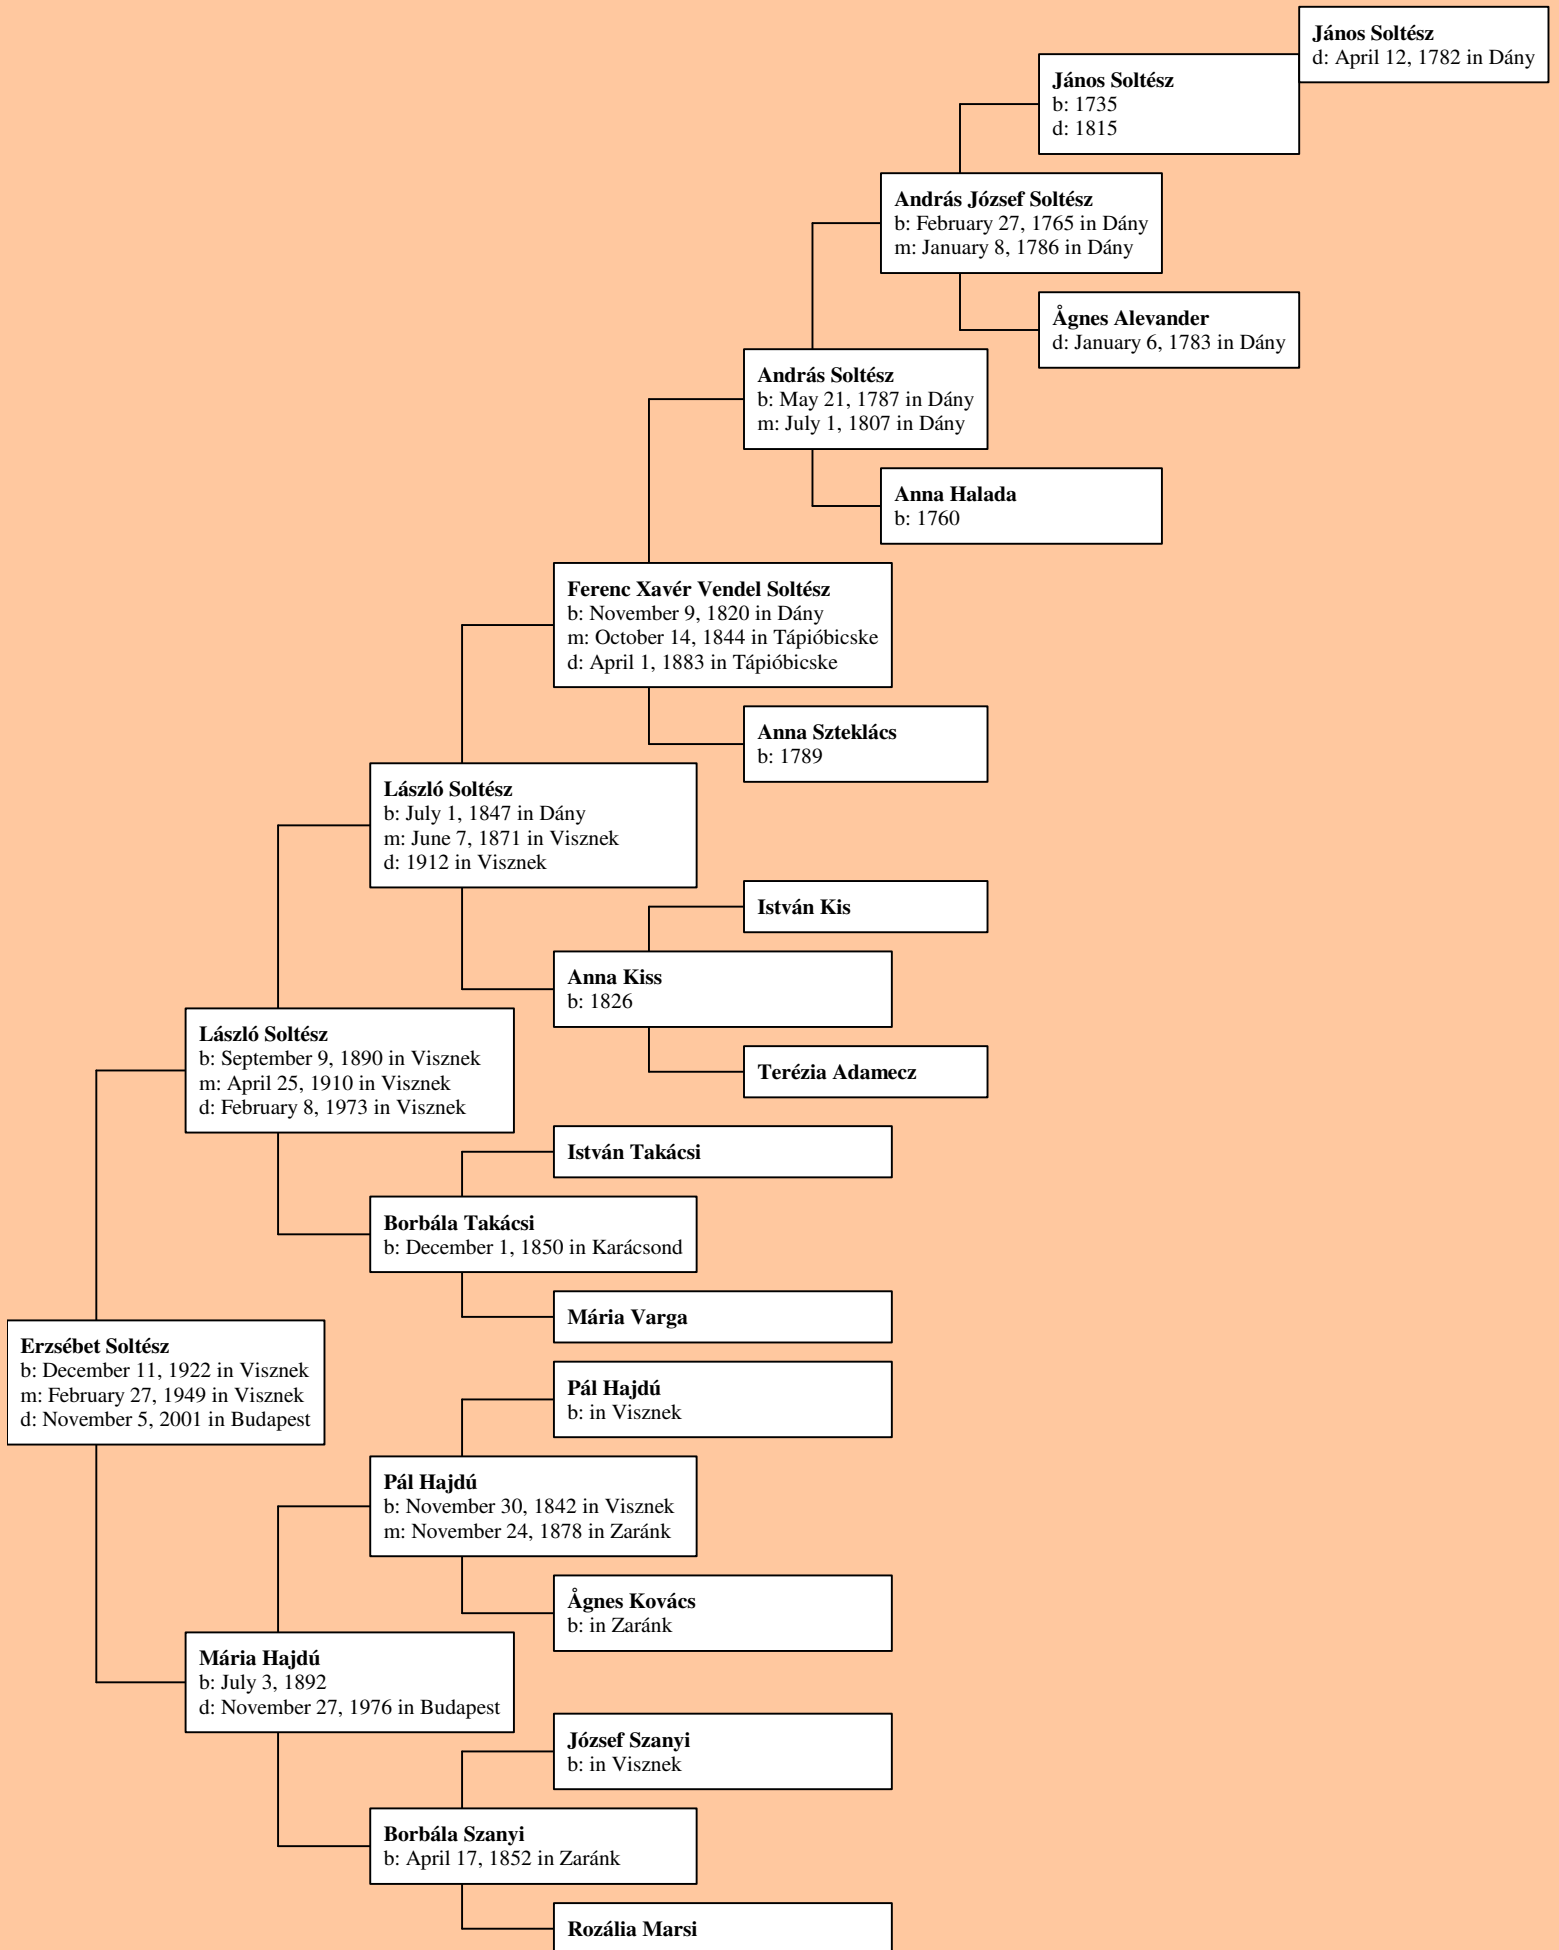 János Soltész
d: April 12, 1782 in Dány
János Soltész
b: 1735
d: 1815
András József Soltész
b: February 27, 1765 in Dány
m: January 8, 1786 in Dány
Ågnes Alevander
d: January 6, 1783 in Dány
András Soltész
b: May 21, 1787 in Dány
m: July 1, 1807 in Dány
Anna Halada
b: 1760
Ferenc Xavér Vendel Soltész
b: November 9, 1820 in Dány
m: October 14, 1844 in Tápióbicske
d: April 1, 1883 in Tápióbicske
Anna Szteklács
b: 1789
László Soltész
b: July 1, 1847 in Dány
m: June 7, 1871 in Visznek
d: 1912 in Visznek
István Kis
Anna Kiss
b: 1826
Terézia Adamecz
László Soltész
b: September 9, 1890 in Visznek
m: April 25, 1910 in Visznek
d: February 8, 1973 in Visznek
István Takácsi
Borbála Takácsi
b: December 1, 1850 in Karácsond
Mária Varga
Erzsébet Soltész
b: December 11, 1922 in Visznek
m: February 27, 1949 in Visznek
d: November 5, 2001 in Budapest
Pál Hajdú
b: in Visznek
Pál Hajdú
b: November 30, 1842 in Visznek
m: November 24, 1878 in Zaránk
Ågnes Kovács
b: in Zaránk
Mária Hajdú
b: July 3, 1892
d: November 27, 1976 in Budapest
József Szanyi
b: in Visznek
Borbála Szanyi
b: April 17, 1852 in Zaránk
Rozália Marsi